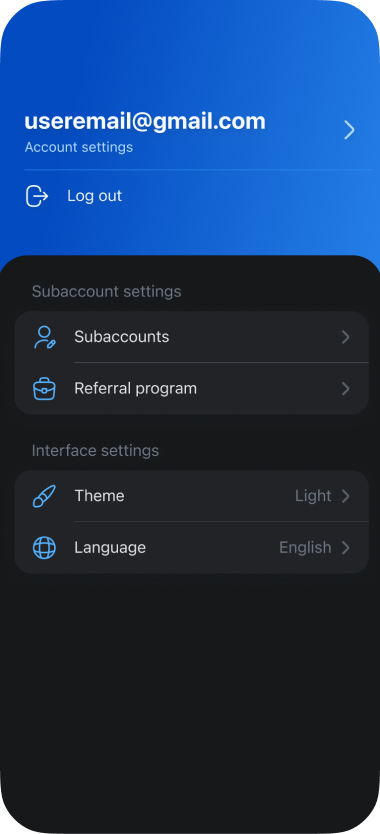 useremail@gmail.com
Account settings
Log out
Subaccount settings
Subaccounts
Referral program
Interface settings
Theme Light
Language English